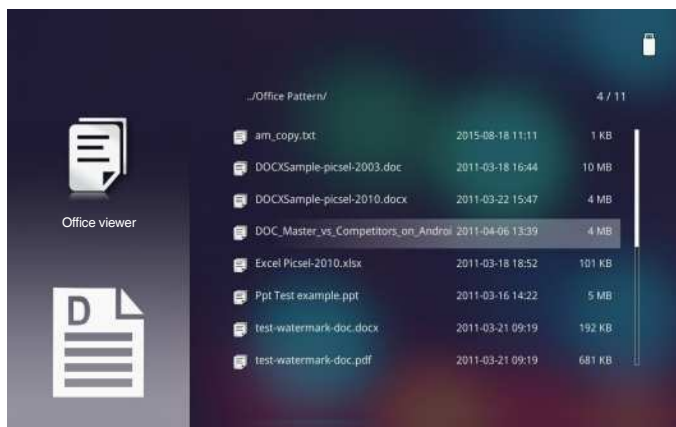 ../Office Pattern/ 4 / 11
am_copy.txt 2015-08-18 11:11 1 KB
DOCXSample-picsel-2003.doc 2011-03-18 16:44 10 MB
DOCXSample-picsel-2010.docx 2011-03-22 15:47 4 MB
Office viewer
DOC_Master_vs_Competitors_on_Androi 2011-04-06 13:39 4 MB
Excel Picsel-2010.xlsx 2011-03-18 18:52 101 KB
Ppt Test example.ppt 2011-03-16 14:22 5 MB
D
test-watermark-doc.docx 2011-03-21 09:19 192 KB
test-watermark-doc.pdf 2011-03-21 09:19 681 KB